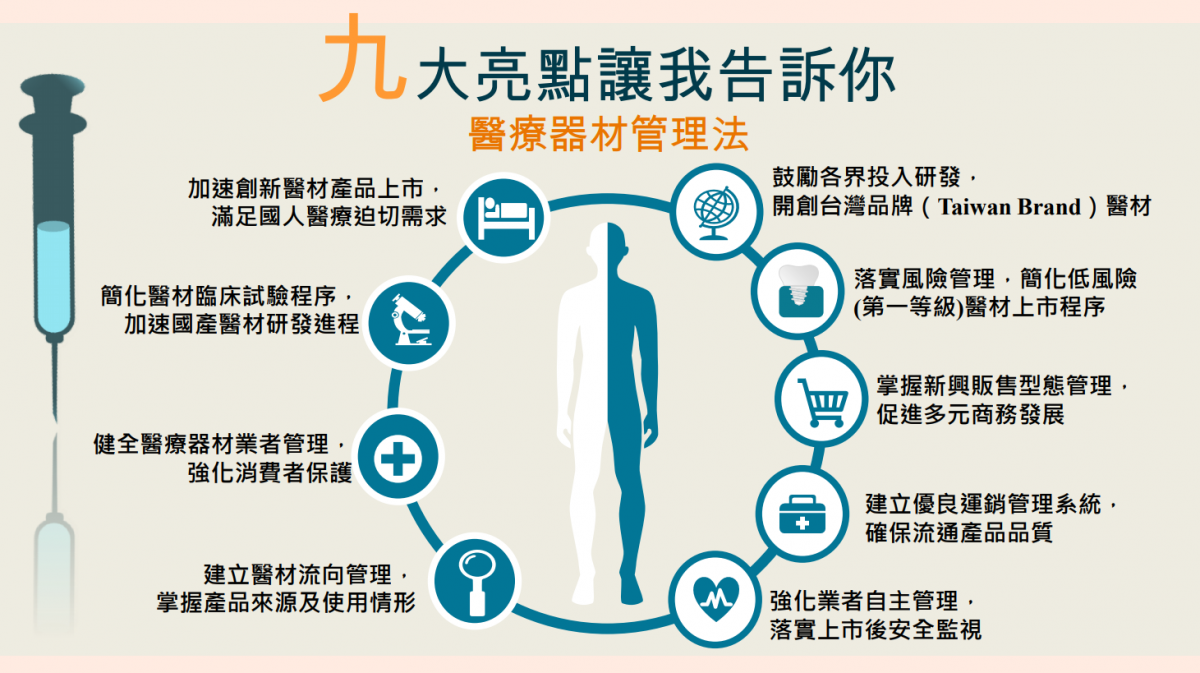 九大亮點讓我告訴你
醫療器材管理法
加速創新醫材產品上市，
滿足國人醫療迫切需求
簡化醫材臨床試驗程序，
加速國產醫材研發進程
健全醫療器材業者管理，
強化消費者保護
建立醫材流向管理，
掌握產品來源及使用情形
鼓勵各界投入研發，
開創台灣品牌（Taiwan Brand）醫材
落實風險管理，簡化低風險
(第一等級)醫材上市程序
掌握新興販售型態管理，
促進多元商務發展
建立優良運銷管理系統，
確保流通產品品質
強化業者自主管理，
落實上市後安全監視